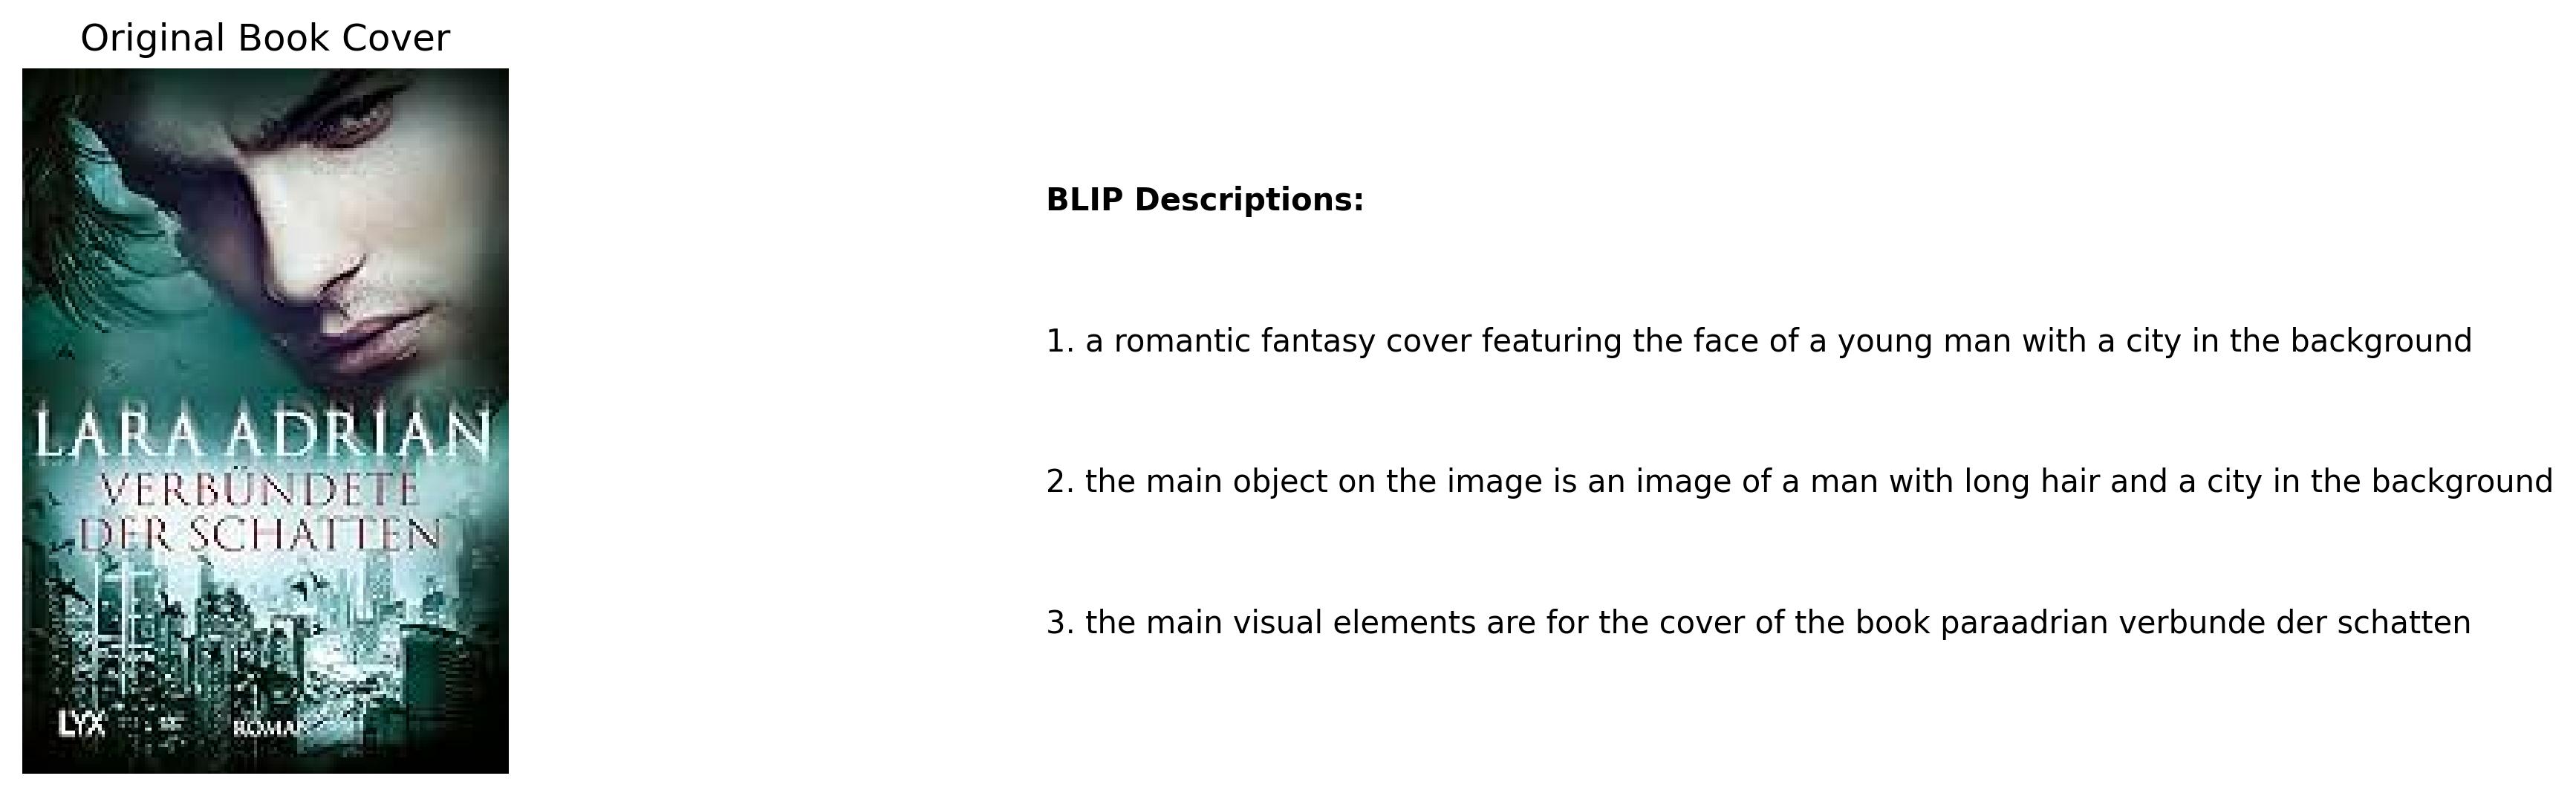 Original Book Cover
LARA ADRIAN
VERBÜNDETE
DER SCHATTEN
LYX
ROMAN
BLIP Descriptions:
1. a romantic fantasy cover featuring the face of a young man with a city in the background
2. the main object on the image is an image of a man with long hair and a city in the background
3. the main visual elements are for the cover of the book paraadrian verbunde der schatten